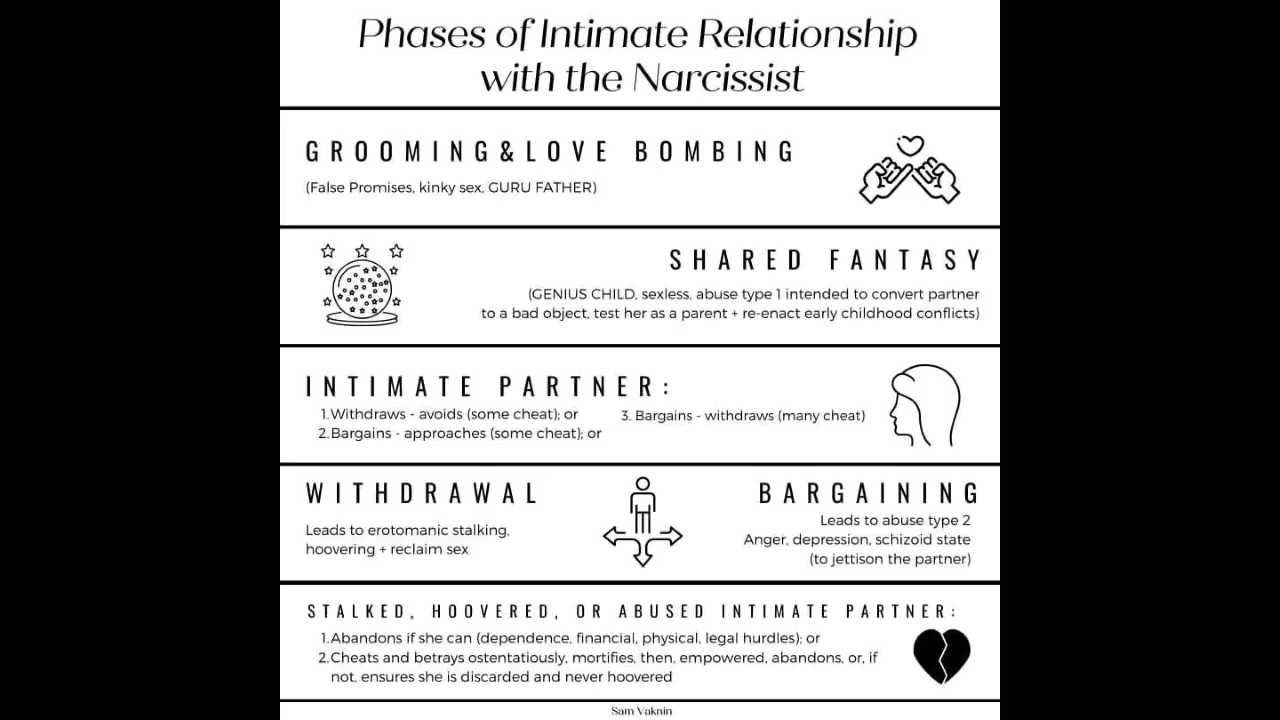 Phases of Intimate Relationship
with the Narcissist
GROOMING&LOVE BOMBING
(False Promises, kinky sex, GURU FATHER)
SHARED FANTASY
(GENIUS CHILD, sexless, abuse type 1 intended to convert partner
to a bad object, test her as a parent + re-enact early childhood conflicts)
INTIMATE PARTNER:
1.Withdraws - avoids (some cheat); or
2.Bargains - approaches (some cheat); or
3. Bargains - withdraws (many cheat)
WITHDRAWAL
Leads to erotomanic stalking,
hoovering + reclaim sex
BARGAINING
Leads to abuse type 2
Anger, depression, schizoid state
(to jettison the partner)
STALKED, HOOVERED, OR ABUSED INTIMATE PARTNER:
1.Abandons if she can (dependence, financial, physical, legal hurdles); or
2.Cheats and betrays ostentatiously, mortifies, then, empowered, abandons, or, if
not, ensures she is discarded and never hoovered
Sam Vaknin